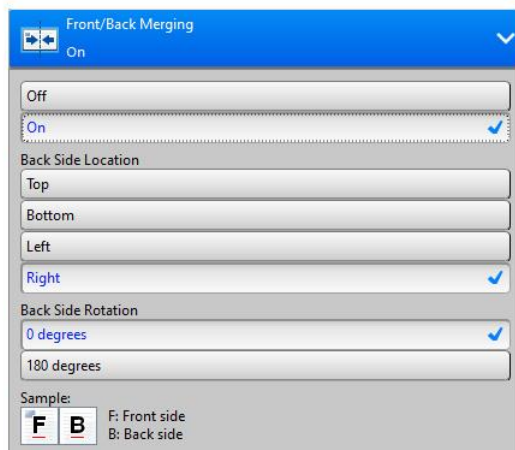 Front/Back Merging
On
Off
On
Back Side Location
Top
Bottom
Left
Right
Back Side Rotation
0 degrees
180 degrees
Sample:
F B
F: Front side
B: Back side